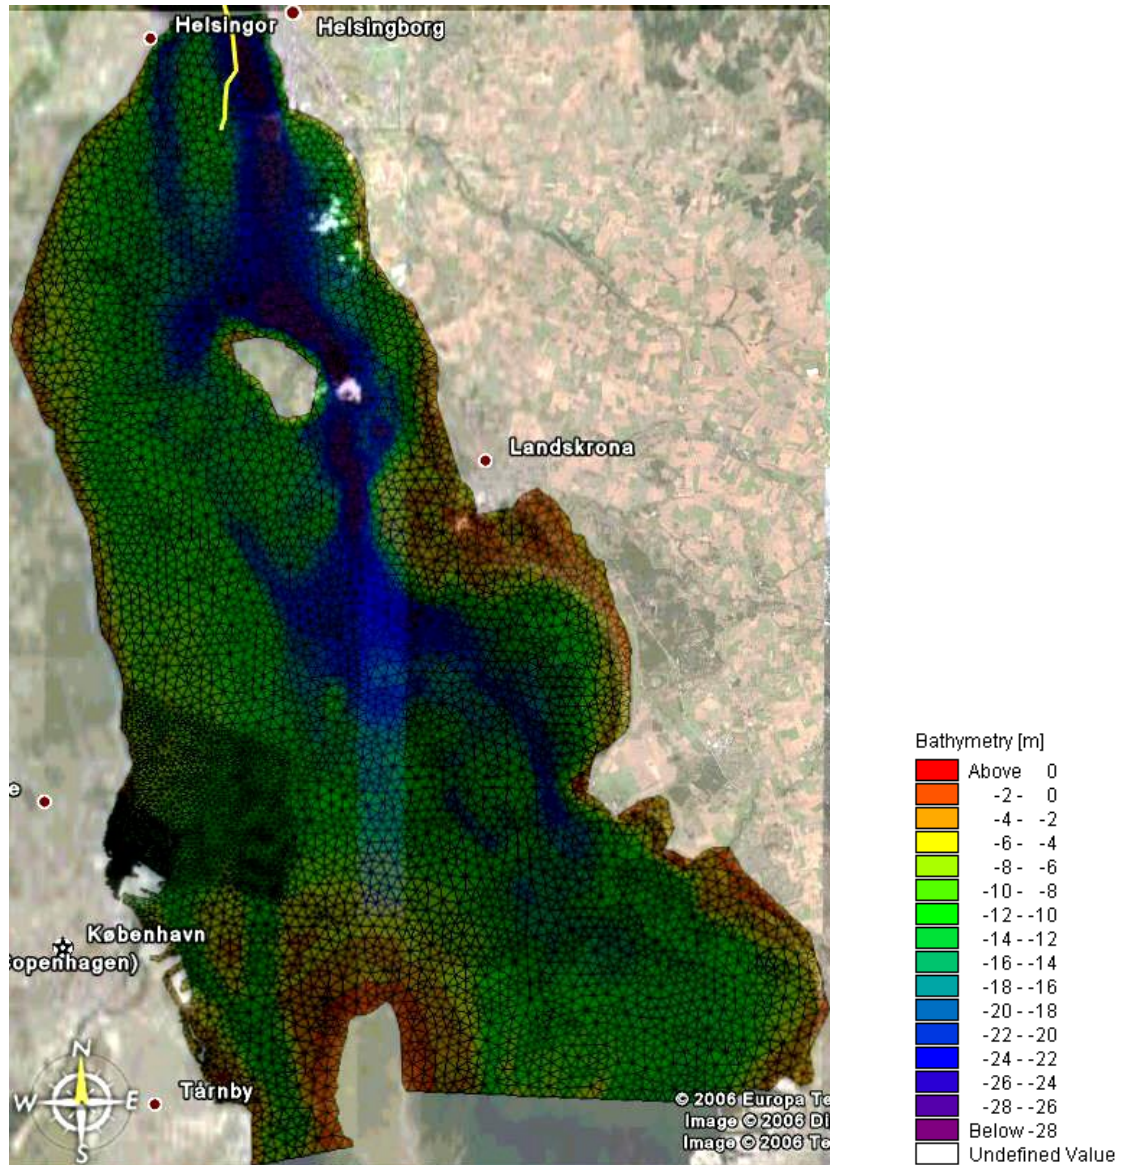 Helsingor
Helsingborg
Landskrona
e
København
Copenhagen)
Tårnby
N
W E
S
© 2006 Europa Te
Image © 2006 Di
Image © 2006 Te
Bathymetry [m]
Above 0
-2 - 0
-4 - -2
-6 - -4
-8 - -6
-10 - -8
-12 - -10
-14 - -12
-16 - -14
-18 - -16
-20 - -18
-22 - -20
-24 - -22
-26 - -24
-28 - -26
Below -28
Undefined Value